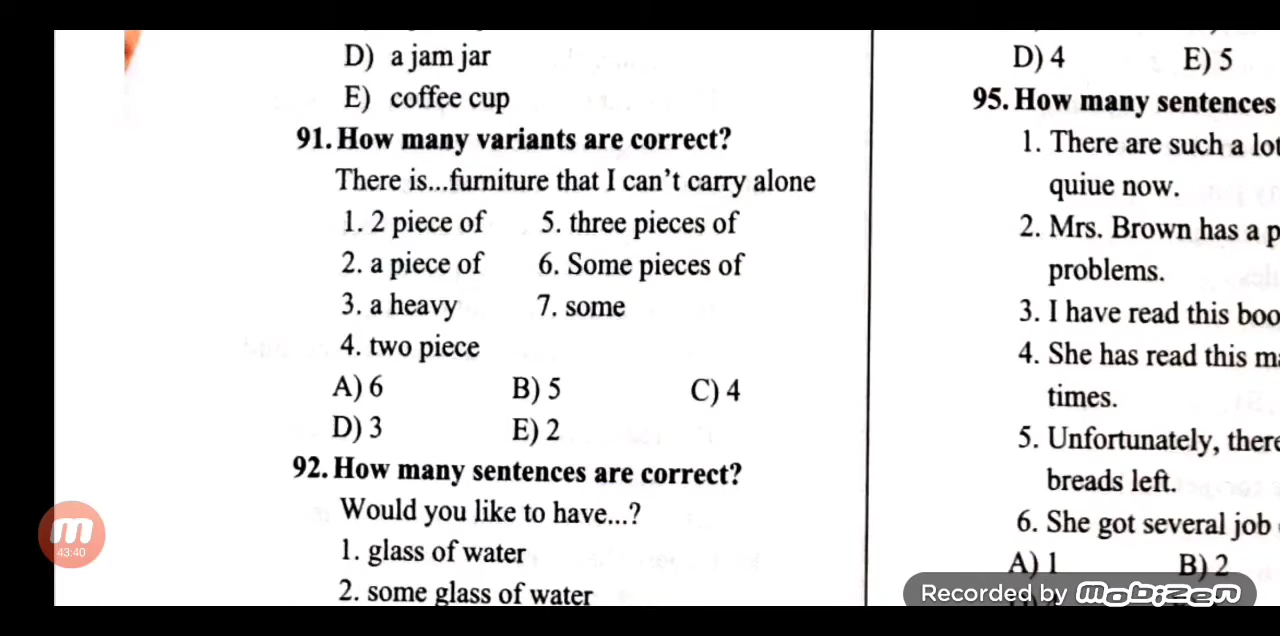 D) a jam jar
E) coffee cup
91. How many variants are correct?
There is...furniture that I can't carry alone
1. 2 piece of 5. three pieces of
2. a piece of 6. Some pieces of
3. a heavy 7. some
4. two piece
A) 6 B) 5 C) 4
D) 3 E) 2
92. How many sentences are correct?
Would you like to have...?
1. glass of water
2. some glass of water
D) 4 E) 5
95. How many sentences
1. There are such a lot
quiue now.
2. Mrs. Brown has a
problems.
3. I have read this
4. She has read this
times.
5. Unfortunately,
breads left.
6. She got several job
A) 1 B) 2
43:40
Recorded by mobizen